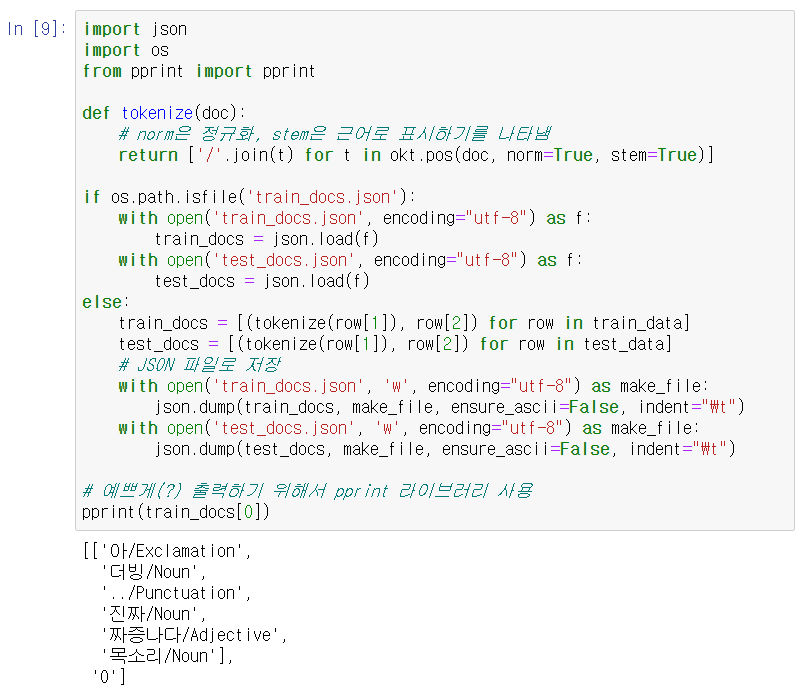 In [9]:
import json
import os
from pprint import pprint

def tokenize(doc):
    # norm은 정규화, stem은 근어로 표시하기를 나타냄
    return ['/'.join(t) for t in okt.pos(doc, norm=True, stem=True)]

if os.path.isfile('train_docs.json'):
    with open('train_docs.json', encoding="utf-8") as f:
        train_docs = json.load(f)
    with open('test_docs.json', encoding="utf-8") as f:
        test_docs = json.load(f)
else:
    train_docs = [(tokenize(row[1]), row[2]) for row in train_data]
    test_docs = [(tokenize(row[1]), row[2]) for row in test_data]
    # JSON 파일로 저장
    with open('train_docs.json', 'w', encoding="utf-8") as make_file:
        json.dump(train_docs, make_file, ensure_ascii=False, indent="₩t")
    with open('test_docs.json', 'w', encoding="utf-8") as make_file:
        json.dump(test_docs, make_file, ensure_ascii=False, indent="₩t")

# 예쁘게(?) 출력하기 위해서 pprint 라이브러리 사용
pprint(train_docs[0])
[['아/Exclamation',
  '더빙/Noun',
  '../Punctuation',
  '진짜/Noun',
  '짜증나다/Adjective',
  '목소리/Noun'],
 '0']